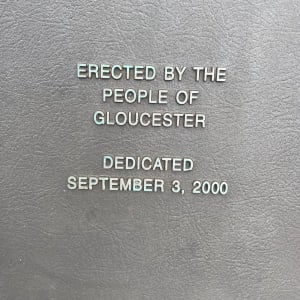 ERECTED BY THE
PEOPLE OF
GLOUCESTER
DEDICATED
SEPTEMBER 3, 2000